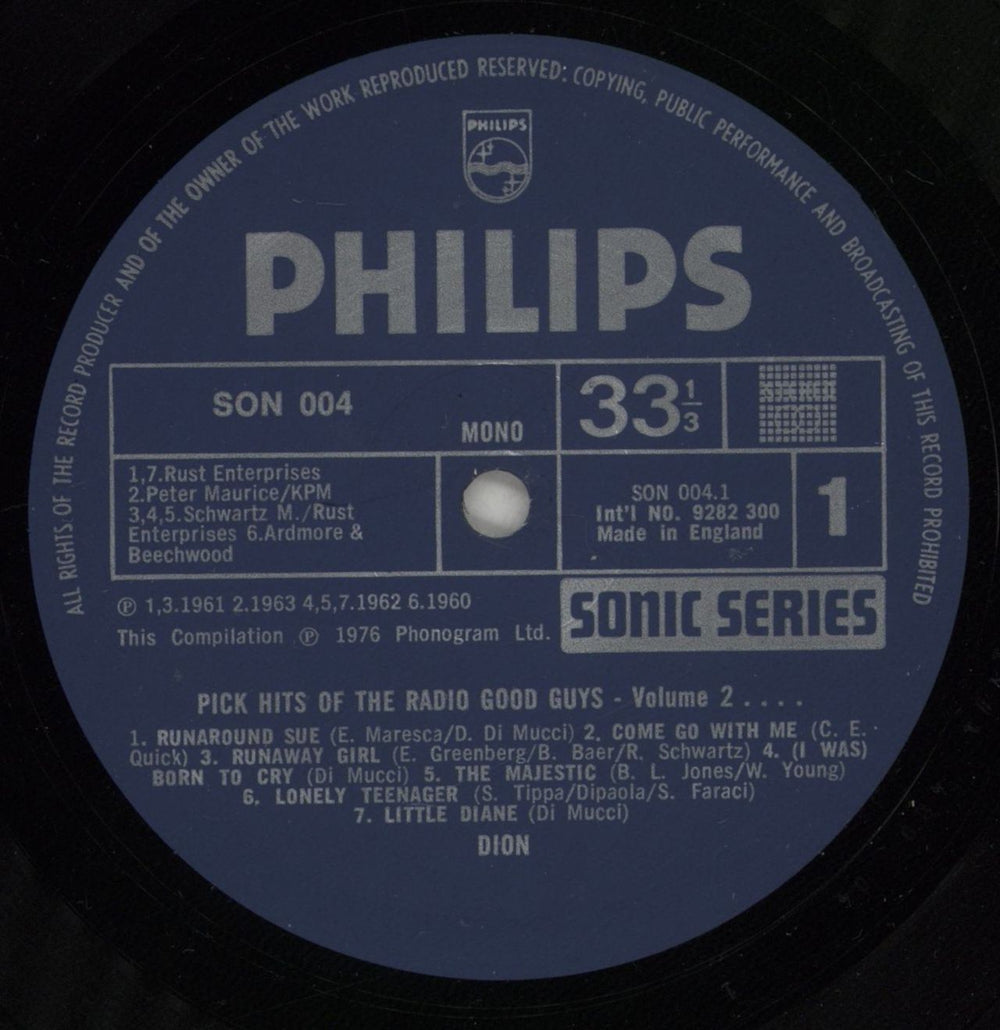 ALL RIGHTS OF THE RECORD PRODUCER AND OF THE OWNER OF THE WORK REPRODUCED RESERVED: COPYING, PUBLIC PERFORMANCE AND BROADCASTING OF THIS RECORD PROHIBITED
PHILIPS
PHILIPS
SON 004
MONO
33 1/3
1,7.Rust Enterprises
2.Peter Maurice/KPM
3,4,5.Schwartz M./Rust
Enterprises 6.Ardmore &
Beechwood
SON 004.1
Int'l NO. 9282 300
Made in England
1
Ⓟ 1,3.1961 2.1963 4,5,7.1962 6.1960
This Compilation Ⓟ 1976 Phonogram Ltd.
SONIC SERIES
PICK HITS OF THE RADIO GOOD GUYS - Volume 2 . . . .
1. RUNAROUND SUE (E. Maresca/D. Di Mucci) 2. COME GO WITH ME (C. E.
Quick) 3. RUNAWAY GIRL (E. Greenberg/B. Baer/R. Schwartz) 4. (I WAS)
BORN TO CRY (Di Mucci) 5. THE MAJESTIC (B. L. Jones/W. Young)
6. LONELY TEENAGER (S. Tippa/Dipaola/S. Faraci)
7. LITTLE DIANE (Di Mucci)
DION